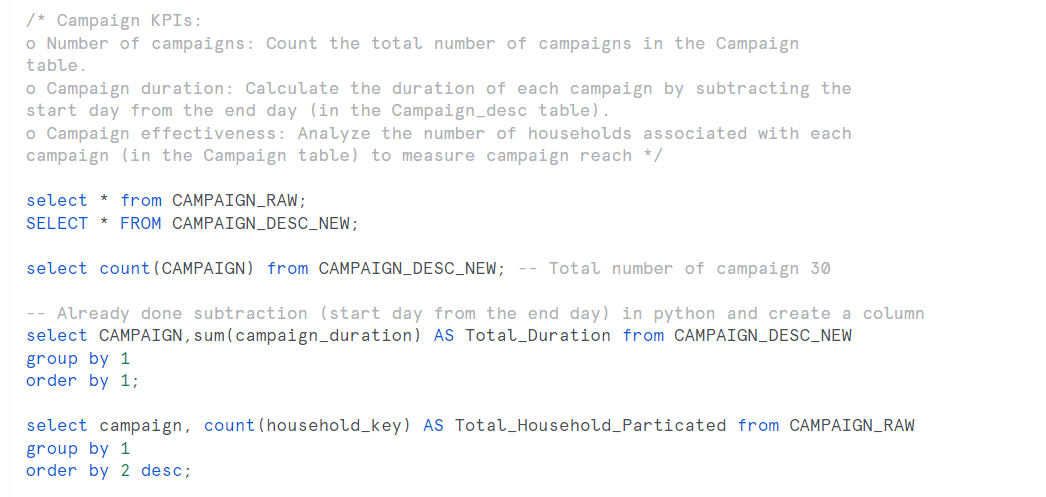 /* Campaign KPIs:
o Number of campaigns: Count the total number of campaigns in the Campaign
table.
o Campaign duration: Calculate the duration of each campaign by subtracting the
start day from the end day (in the Campaign_desc table).
o Campaign effectiveness: Analyze the number of households associated with each
campaign (in the Campaign table) to measure campaign reach */
select * from CAMPAIGN_RAW;
SELECT * FROM CAMPAIGN_DESC_NEW;
select count(CAMPAIGN) from CAMPAIGN_DESC_NEW; -- Total number of campaign 30
-- Already done subtraction (start day from the end day) in python and create a column
select CAMPAIGN,sum(campaign_duration) AS Total_Duration from CAMPAIGN_DESC_NEW
group by 1
order by 1;
select campaign, count(household_key) AS Total_Household_Particated from CAMPAIGN_RAW
group by 1
order by 2 desc;